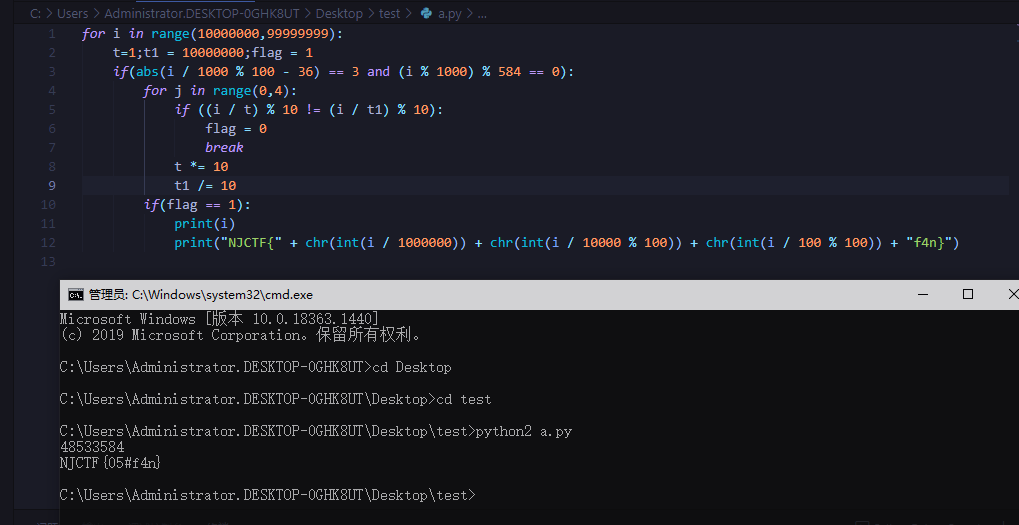 C: > Users > Administrator.DESKTOP-0GHK8UT > Desktop > test > a.py > ...
1 for i in range(10000000,99999999):
2 t=1;t1 = 10000000;flag = 1
3 if(abs(i / 1000 % 100 - 36) == 3 and (i % 1000) % 584 == 0):
4 for j in range(0,4):
5 if ((i / t) % 10 != (i / t1) % 10):
6 flag = 0
7 break
8 t *= 10
9 t1 /= 10
10 if(flag == 1):
11 print(i)
12 print("NJCTF{" + chr(int(i / 1000000)) + chr(int(i / 10000 % 100)) + chr(int(i / 100 % 100)) + "f4n}")
13
管理员: C:\Windows\system32\cmd.exe
Microsoft Windows [版本 10.0.18363.1440]
(c) 2019 Microsoft Corporation。保留所有权利。
C:\Users\Administrator.DESKTOP-0GHK8UT>cd Desktop
C:\Users\Administrator.DESKTOP-0GHK8UT\Desktop>cd test
C:\Users\Administrator.DESKTOP-0GHK8UT\Desktop\test>python2 a.py
48533584
NJCTF{05#f4n}
C:\Users\Administrator.DESKTOP-0GHK8UT\Desktop\test>